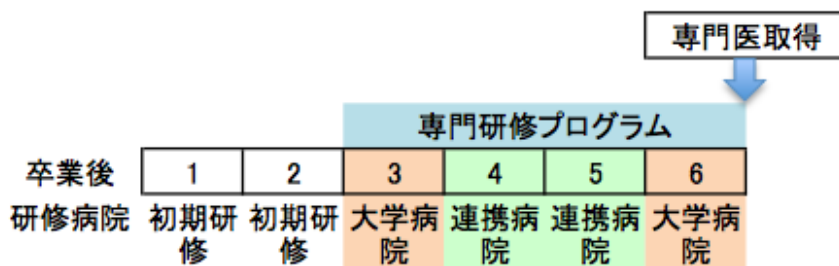 専門医取得
専門研修プログラム
卒業後 1 2 3 4 5 6
研修病院 初期研修 初期研修 大学病院 連携病院 連携病院 大学病院